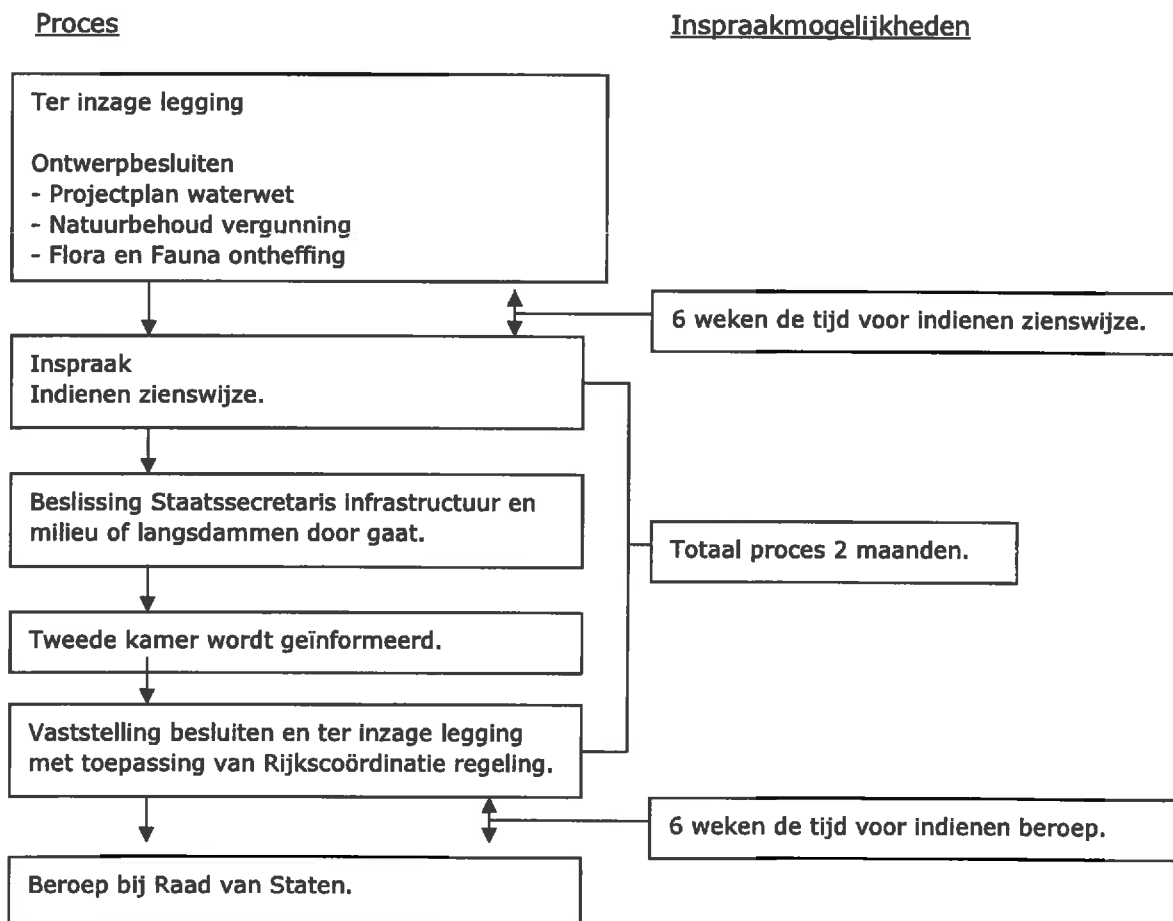 Proces
Inspraakmogelijkheden
Ter inzage legging
Ontwerpbesluiten
- Projectplan waterwet
- Natuurbehoud vergunning
- Flora en Fauna ontheffing
6 weken de tijd voor indienen zienswijze.
Inspraak
Indienen zienswijze.
Beslissing Staatssecretaris infrastructuur en
milieu of langsdammen door gaat.
Totaal proces 2 maanden.
Tweede kamer wordt geïnformeerd.
Vaststelling besluiten en ter inzage legging
met toepassing van Rijkscoördinatie regeling.
6 weken de tijd voor indienen beroep.
Beroep bij Raad van Staten.